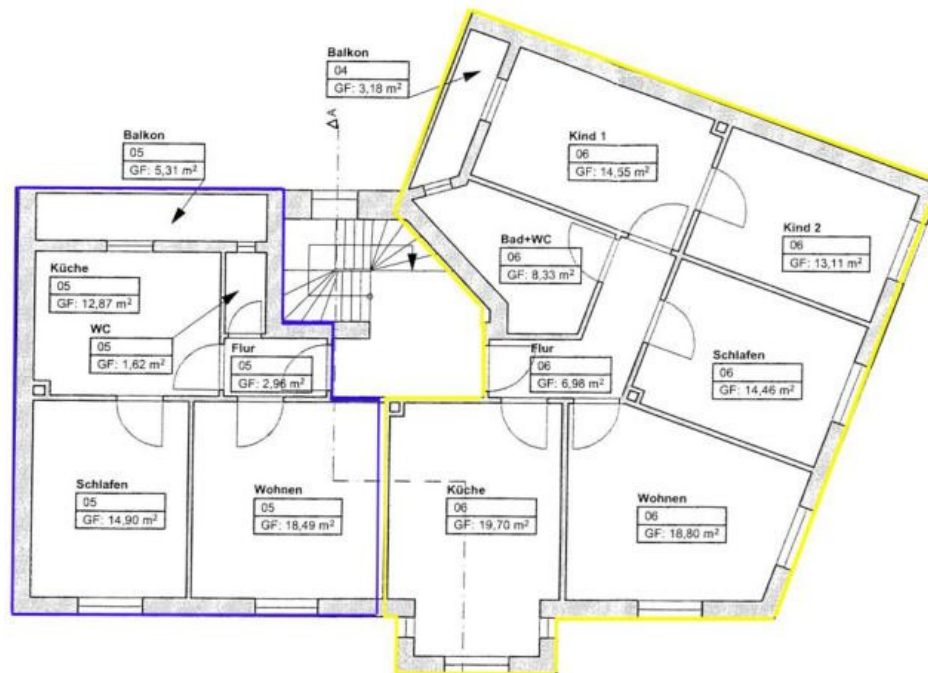 Balkon
04
GF: 3,18 m²
ΔA
Balkon
05
GF: 5,31 m²
Kind 1
06
GF: 14,55 m²
Kind 2
06
GF: 13,11 m²
Bad+WC
06
GF: 8,33 m²
Küche
05
GF: 12,87 m²
WC
05
GF: 1,62 m²
Flur
05
GF: 2,96 m²
Flur
06
GF: 6,98 m²
Schlafen
06
GF: 14,46 m²
Schlafen
05
GF: 14,90 m²
Wohnen
05
GF: 18,49 m²
Küche
06
GF: 19,70 m²
Wohnen
06
GF: 18,80 m²